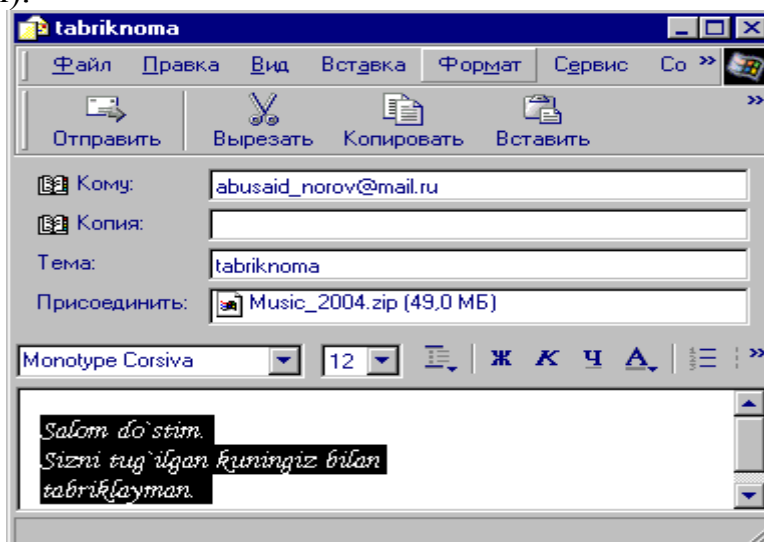 tabriknoma
Файл Правка Вид Вставка Формат Сервис Со »
»
Отправить Вырезать Копировать Вставить
Кому: abusaid_norov@mail.ru
Копия:
Тема: tabriknoma
Присоединить: Music_2004.zip (49,0 МБ)
Monotype Corsiva 12 Ж К Ч А »
Salom do`stim.
Sizni tug`ilgan kuningiz bilan
tabriklayman.